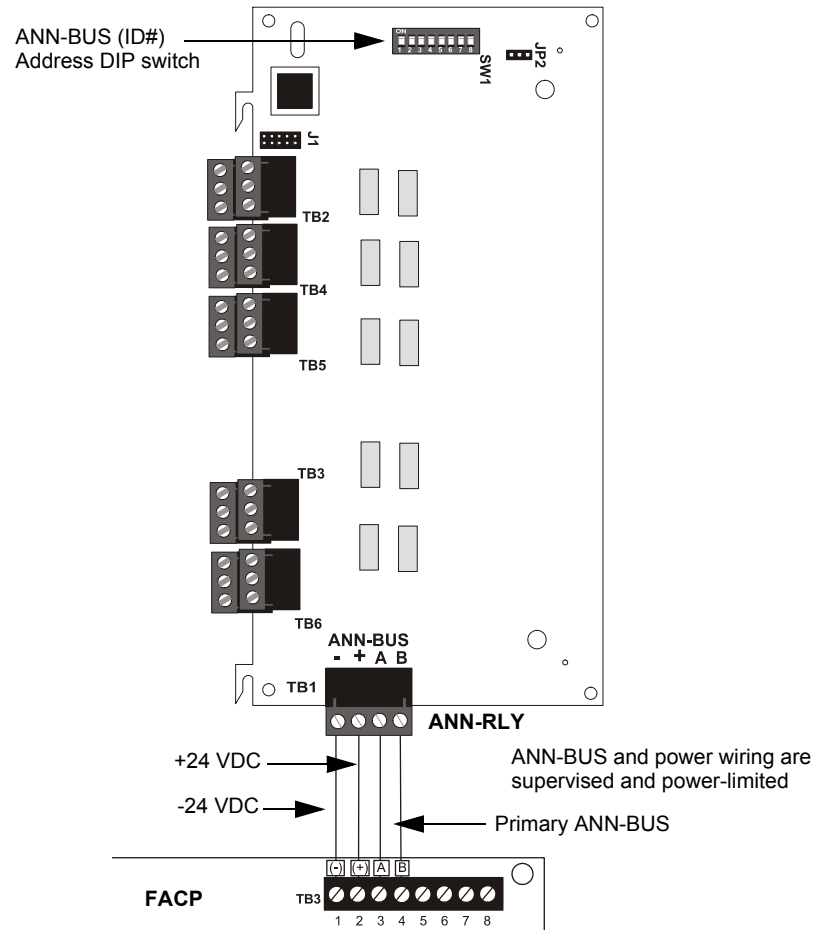 ANN-BUS (ID#)
Address DIP switch
ON
1 2 3 4 5 6 7 8
SW1
JP2
J1
TB2
TB4
TB5
TB3
TB6
ANN-BUS
- + A B
TB1
ANN-RLY
+24 VDC
ANN-BUS and power wiring are
supervised and power-limited
-24 VDC
Primary ANN-BUS
(-) (+) A B
FACP
TB3
1 2 3 4 5 6 7 8